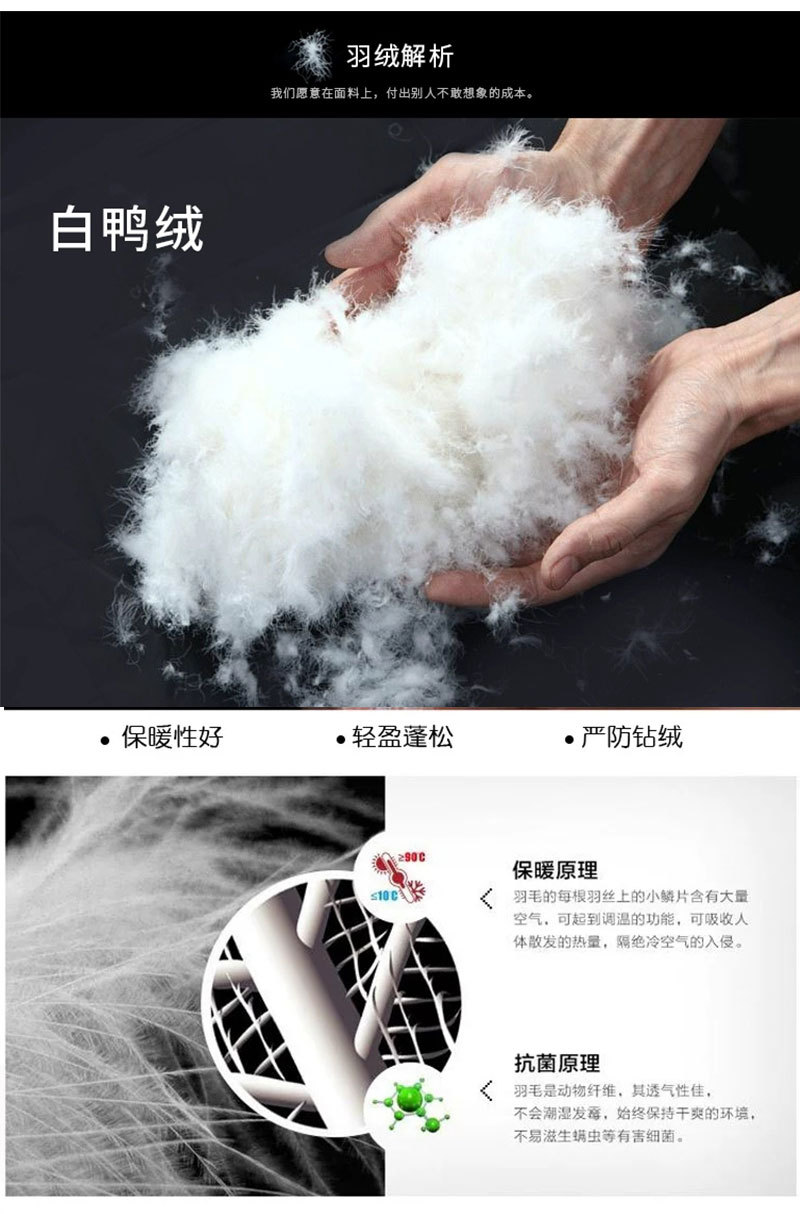 羽绒解析
我们愿意在面料上，付出别人不敢想象的成本。
白鸭绒
• 保暖性好
• 轻盈蓬松
• 严防钻绒
≥90℃
≤10℃
保暖原理
羽毛的每根羽丝上的小鳞片含有大量
空气，可起到调温的功能，可吸收人
体散发的热量，隔绝冷空气的入侵。
抗菌原理
羽毛是动物纤维，其透气性佳，
不会潮湿发霉，始终保持干爽的环境，
不易滋生螨虫等有害细菌。